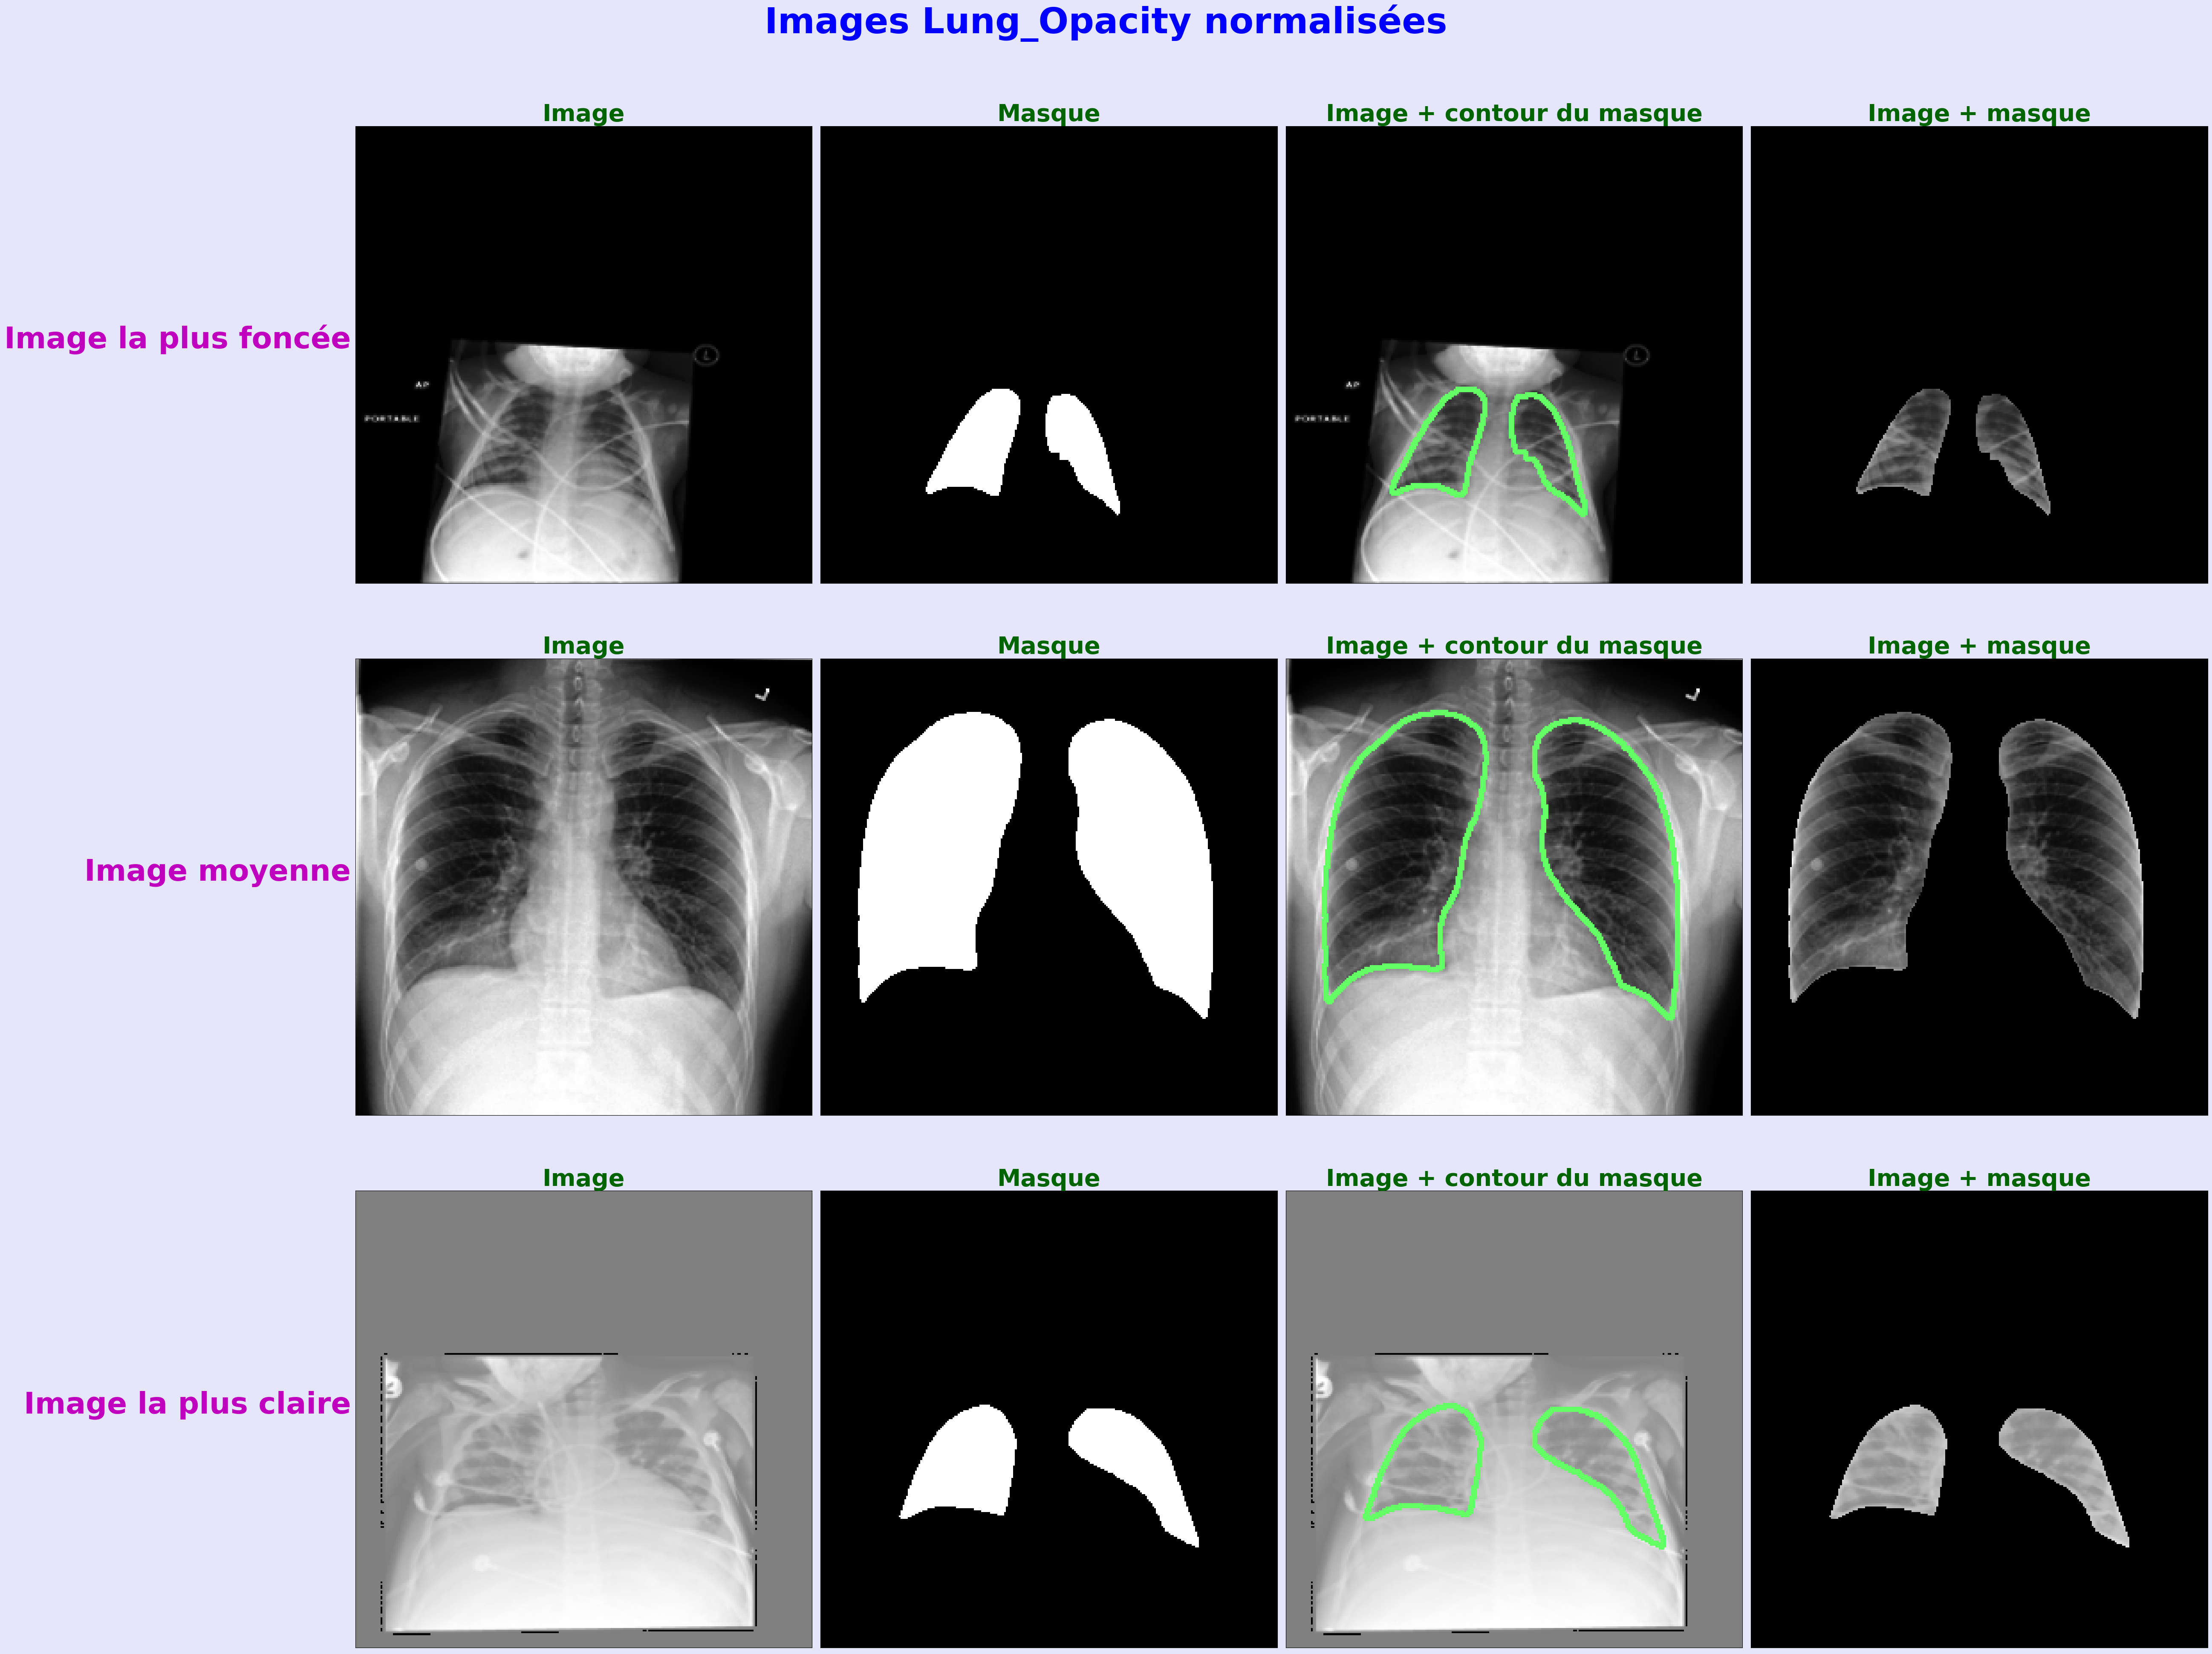 Images Lung_Opacity normalisées
Image
Masque
Image + contour du masque
Image + masque
Image la plus foncée
L
AP
PORTABLE
L
AP
PORTABLE
Image
Masque
Image + contour du masque
Image + masque
Image moyenne
L
L
Image
Masque
Image + contour du masque
Image + masque
Image la plus claire